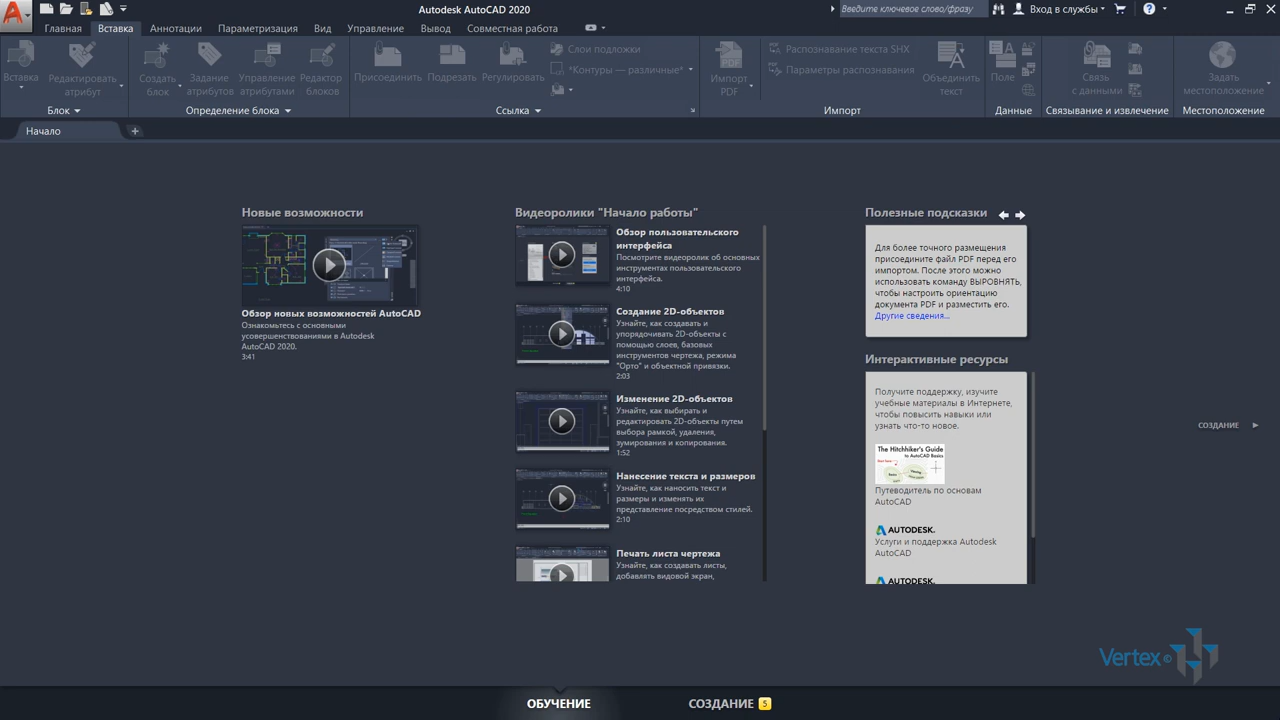 Autodesk AutoCAD 2020
Введите ключевое слово/фразу
Вход в службы
Главная
Вставка
Аннотации
Параметризация
Вид
Управление
Вывод
Совместная работа
Вставка
Редактировать
атрибут
Создать
блок
Задание
атрибутов
Управление
атрибутами
Редактор
блоков
Присоединить
Подрезать
Регулировать
Слои подложки
*Контуры — различные*
Импорт
PDF
Распознавание текста SHX
Параметры распознавания
Объединить
текст
Поле
Связь
с данными
Задать
местоположение
Блок
Определение блока
Ссылка
Импорт
Данные
Связывание и извлечение
Местоположение
Начало
Новые возможности
Обзор новых возможностей AutoCAD
Ознакомьтесь с основными
усовершенствованиями в Autodesk
AutoCAD 2020.
3:41
Видеоролики "Начало работы"
Обзор пользовательского
интерфейса
Посмотрите видеоролик об основных
инструментах пользовательского
интерфейса.
4:10
Создание 2D-объектов
Узнайте, как создавать и
упорядочивать 2D-объекты с
помощью слоев, базовых
инструментов чертежа, режима
"Орто" и объектной привязки.
2:03
Изменение 2D-объектов
Узнайте, как выбирать и
редактировать 2D-объекты путем
выбора рамкой, удаления,
зумирования и копирования.
1:52
Нанесение текста и размеров
Узнайте, как наносить текст и
размеры и изменять их
представление посредством стилей.
2:10
Печать листа чертежа
Узнайте, как создавать листы,
добавлять видовой экран,
Полезные подсказки
Для более точного размещения
присоедините файл PDF перед его
импортом. После этого можно
использовать команду ВЫРОВНЯТЬ,
чтобы настроить ориентацию
документа PDF и разместить его.
Другие сведения...
Интерактивные ресурсы
Получите поддержку, изучите
учебные материалы в Интернете,
чтобы повысить навыки или
узнать что-то новое.
The Hitchhiker's Guide
to AutoCAD Basics
Путеводитель по основам
AutoCAD
AUTODESK.
Услуги и поддержка Autodesk
AutoCAD
AUTODESK.
СОЗДАНИЕ
Vertex ©
ОБУЧЕНИЕ
СОЗДАНИЕ 5